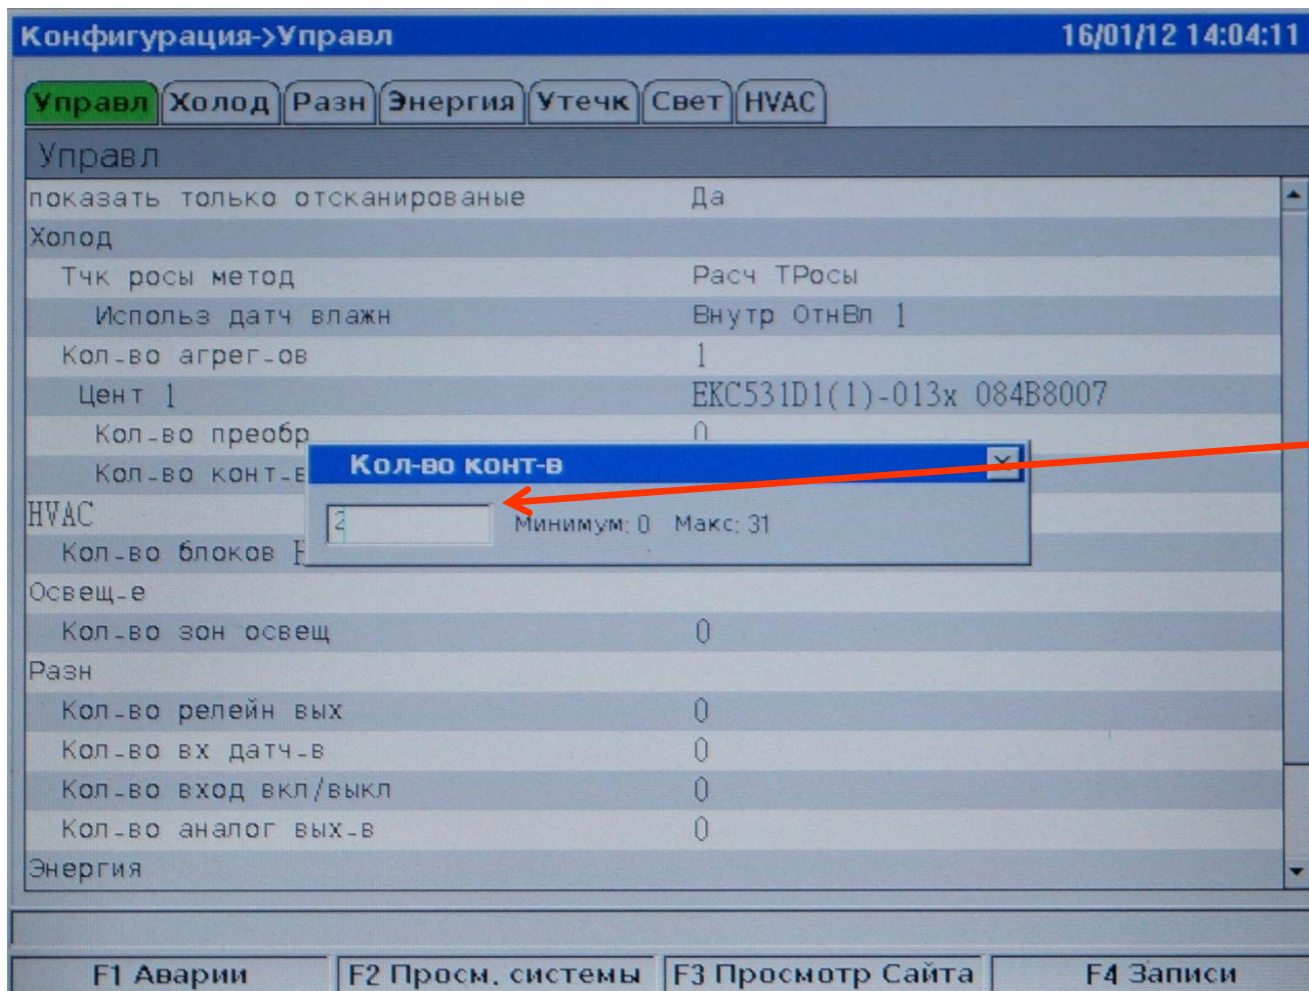 Конфигурация->Управл 16/01/12 14:04:11
Управл Холод Разн Энергия Утечк Свет HVAC
Управл
показать только отсканированые Да
Холод
Тчк росы метод Расч ТРосы
Использ датч влажн Внутр ОтнВл 1
Кол-во агрег-ов 1
Цент 1 EKC531D1(1)-013x 084B8007
Кол-во преобр 0
Кол-во конт-в
Кол-во конт-в
2 Минимум: 0 Макс: 31
HVAC
Кол-во блоков H
Освещ-е
Кол-во зон освещ 0
Разн
Кол-во релейн вых 0
Кол-во вх датч-в 0
Кол-во вход вкл/выкл 0
Кол-во аналог вых-в 0
Энергия
F1 Аварии F2 Просм. системы F3 Просмотр Сайта F4 Записи